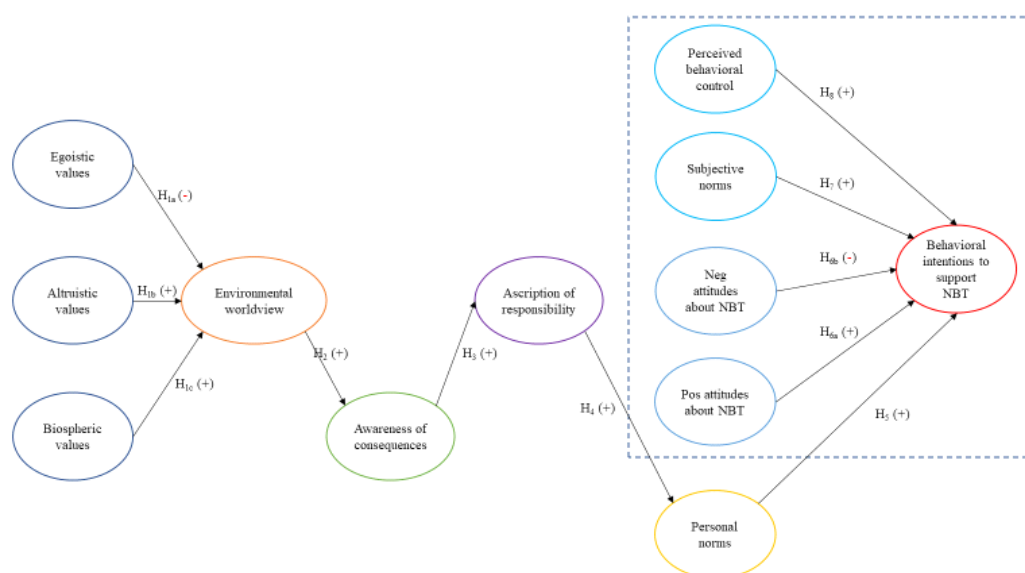 Perceived
behavioral
control
H8 (+)
Egoistic
values
Subjective
norms
H7 (+)
H1a (-)
H6b (-)
Behavioral
intentions to
support
NBT
Neg
attitudes
about NBT
Altruistic
values
H1b (+)
Environmental
worldview
Ascription of
responsibility
H6a (+)
H2 (+)
H3 (+)
H1c (+)
Pos attitudes
about NBT
H4 (+)
H5 (+)
Biospheric
values
Awareness of
consequences
Personal
norms